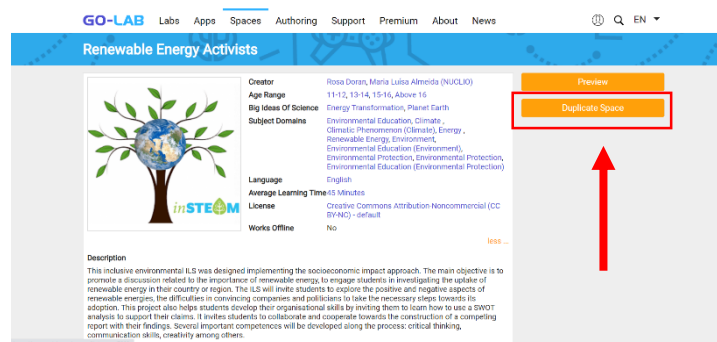 GO-LAB Labs Apps Spaces Authoring Support Premium About News EN
Renewable Energy Activists
Creator Rosa Doran, Maria Luisa Almeida (NUCLIO)
Age Range 11-12, 13-14, 15-16, Above 16
Big Ideas Of Science Energy Transformation, Planet Earth
Subject Domains Environmental Education, Climate ,
Climatic Phenomenon (Climate), Energy ,
Renewable Energy, Environment,
Environmental Education (Environment),
Environmental Protection, Environmental Protection,
Environmental Education (Environmental Protection)
Language English
Average Learning Time 45 Minutes
License Creative Commons Attribution-Noncommercial (CC
BY-NC) - default
Works Offline No
less ...
inSTEAM
Preview
Duplicate Space
Description
This inclusive environmental ILS was designed implementing the socioeconomic impact approach. The main objective is to
promote a discussion related to the importance of renewable energy, to engage students in investigating the uptake of
renewable energy in their country or region. The ILS will invite students to explore the positive and negative aspects of
renewable energies, the difficulties in convincing companies and politicians to take the necessary steps towards its
adoption. This project also helps students develop their organisational skills by inviting them to learn how to use a SWOT
analysis to support their claims. It invites students to collaborate and cooperate towards the construction of a competing
report with their findings. Several important competences will be developed along the process: critical thinking,
communication skills, creativity among others.